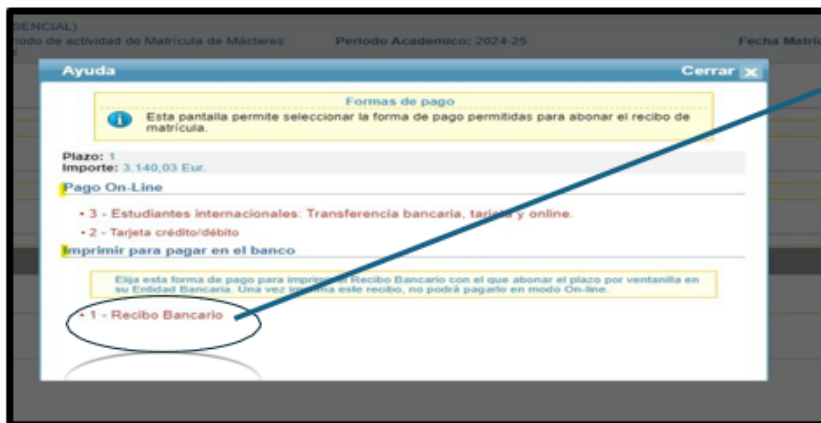 SENCIAL)
iodo de actividad de Matrícula de Másteres Periodo Academico: 2024-25 Fecha Matríc
Ayuda Cerrar
Formas de pago
Esta pantalla permite seleccionar la forma de pago permitidas para abonar el recibo de
matrícula.
Plazo: 1
Importe: 3.140,03 Eur.
Pago On-Line
• 3 - Estudiantes internacionales: Transferencia bancaria, tarjeta y online.
• 2 - Tarjeta crédito/débito
Imprimir para pagar en el banco
Elija esta forma de pago para imprimir el Recibo Bancario con el que abonar el plazo por ventanilla en
su Entidad Bancaria. Una vez imprima este recibo, no podrá pagarlo en modo On-line.
• 1 - Recibo Bancario